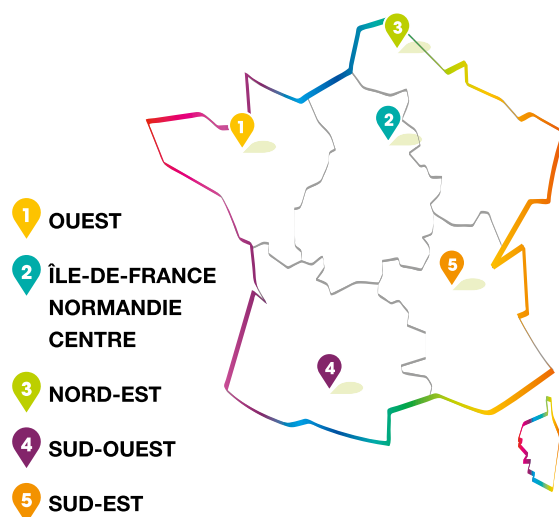 3
1
2
5
4
1 OUEST
2 ÎLE-DE-FRANCE
NORMANDIE
CENTRE
3 NORD-EST
4 SUD-OUEST
5 SUD-EST